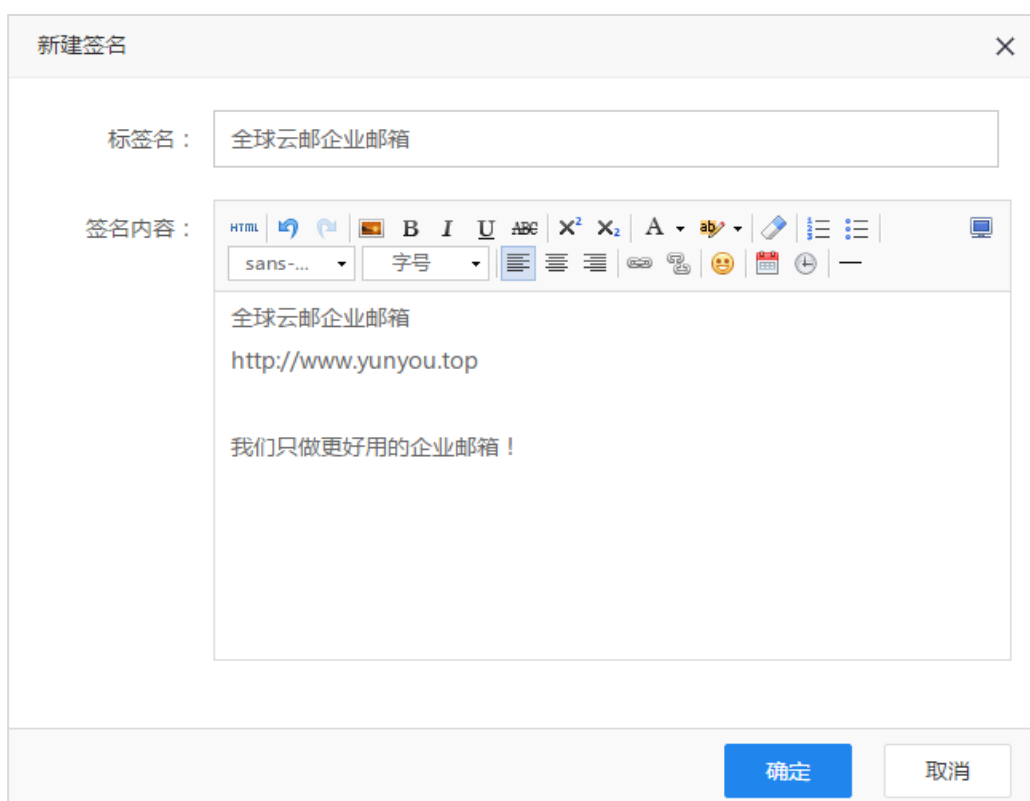 新建签名
标签名：
全球云邮企业邮箱
签名内容：
HTML B I U ABC X² X₂ A ab
sans-... 字号
全球云邮企业邮箱
http://www.yunyou.top
我们只做更好用的企业邮箱！
确定 取消